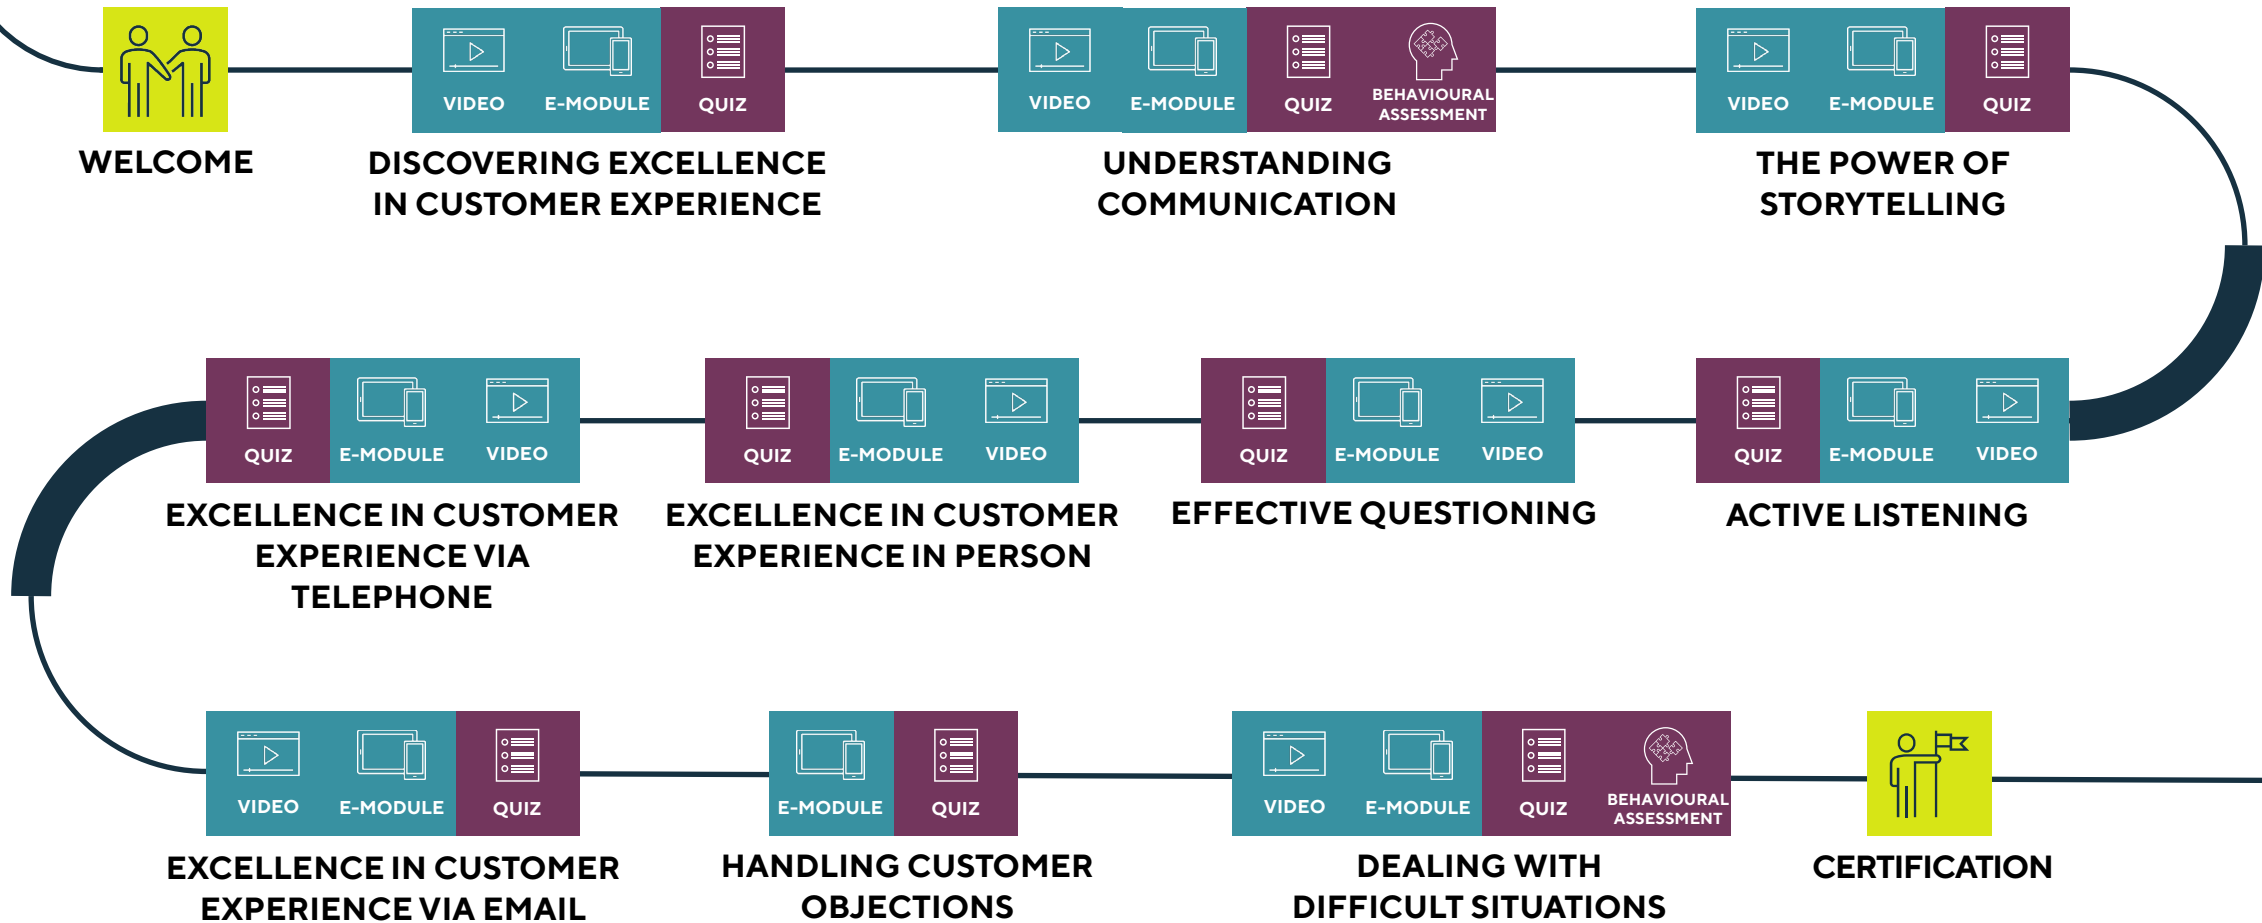 VIDEO
E-MODULE
QUIZ
VIDEO
E-MODULE
QUIZ
BEHAVIOURAL
ASSESSMENT
VIDEO
E-MODULE
QUIZ
WELCOME
DISCOVERING EXCELLENCE
IN CUSTOMER EXPERIENCE
UNDERSTANDING
COMMUNICATION
THE POWER OF
STORYTELLING
QUIZ
E-MODULE
VIDEO
QUIZ
E-MODULE
VIDEO
QUIZ
E-MODULE
VIDEO
QUIZ
E-MODULE
VIDEO
EXCELLENCE IN CUSTOMER
EXPERIENCE VIA
TELEPHONE
EXCELLENCE IN CUSTOMER
EXPERIENCE IN PERSON
EFFECTIVE QUESTIONING
ACTIVE LISTENING
VIDEO
E-MODULE
QUIZ
E-MODULE
QUIZ
VIDEO
E-MODULE
QUIZ
BEHAVIOURAL
ASSESSMENT
EXCELLENCE IN CUSTOMER
EXPERIENCE VIA EMAIL
HANDLING CUSTOMER
OBJECTIONS
DEALING WITH
DIFFICULT SITUATIONS
CERTIFICATION